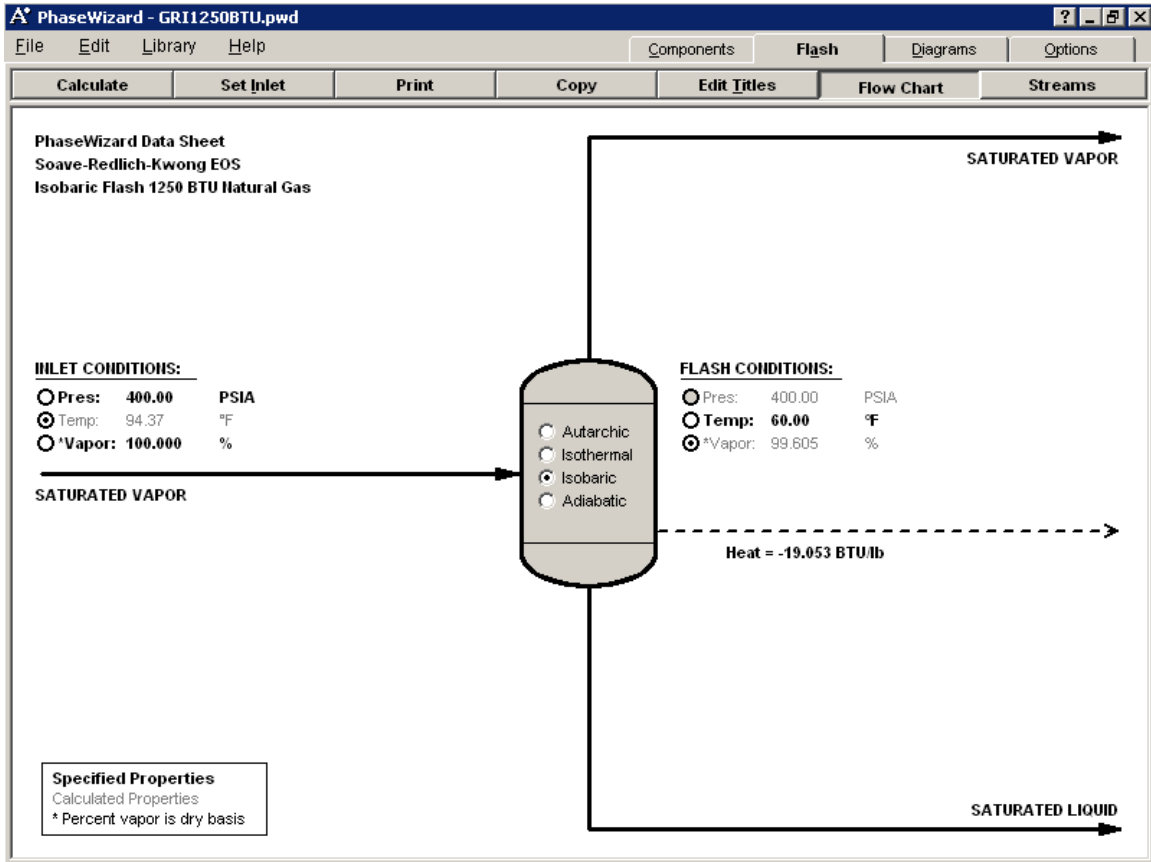 PhaseWizard - GRI1250BTU.pwd
File Edit Library Help
Components Flash Diagrams Options
Calculate Set Inlet Print Copy Edit Titles Flow Chart Streams
PhaseWizard Data Sheet
Soave-Redlich-Kwong EOS
Isobaric Flash 1250 BTU Natural Gas
SATURATED VAPOR
INLET CONDITIONS:
Pres: 400.00 PSIA
Temp: 94.37 °F
*Vapor: 100.000 %
SATURATED VAPOR
Autarchic
Isothermal
Isobaric
Adiabatic
FLASH CONDITIONS:
Pres: 400.00 PSIA
Temp: 60.00 °F
*Vapor: 99.605 %
Heat = -19.053 BTU/lb
Specified Properties
Calculated Properties
* Percent vapor is dry basis
SATURATED LIQUID